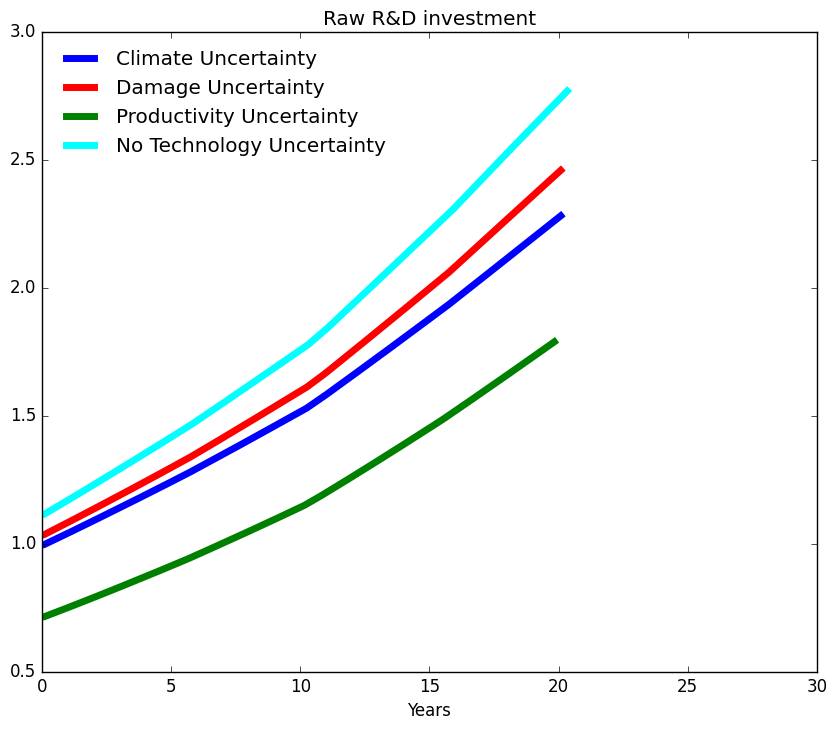 Raw R&D investment
3.0
Climate Uncertainty
Damage Uncertainty
Productivity Uncertainty
No Technology Uncertainty
2.5
2.0
1.5
1.0
0.5
0 5 10 15 20 25 30
Years